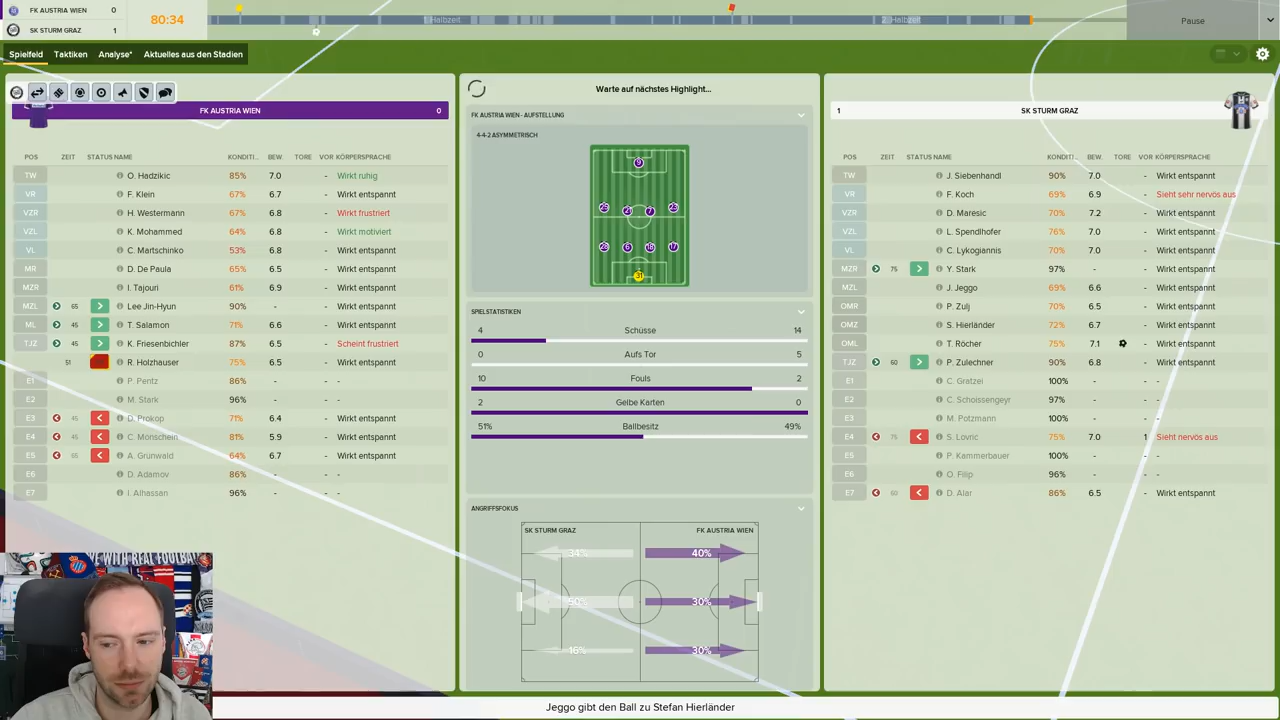 FK AUSTRIA WIEN 0
SK STURM GRAZ 1
80:34
1. Halbzeit
2. Halbzeit
Pause
Spielfeld Taktiken Analyse* Aktuelles aus den Stadien
FK AUSTRIA WIEN 0
POS ZEIT STATUS NAME KONDITI... BEW. TORE VOR KÖRPERSPRACHE
TW O. Hadzikic 85% 7.0 - Wirkt ruhig
VR F. Klein 67% 6.7 - Wirkt entspannt
VZR H. Westermann 67% 6.8 - Wirkt frustriert
VZL K. Mohammed 64% 6.8 - Wirkt motiviert
VL C. Martschinko 53% 6.8 - Wirkt entspannt
MR D. De Paula 65% 6.5 - Wirkt entspannt
MZR I. Tajouri 61% 6.9 - Wirkt entspannt
MZL 65 Lee Jin-Hyun 90% - - Wirkt entspannt
ML 45 T. Salamon 71% 6.6 - Wirkt entspannt
TJZ 45 K. Friesenbichler 87% 6.5 - Scheint frustriert
51 R. Holzhauser 75% 6.5 - Wirkt entspannt
E1 P. Pentz 86% - - -
E2 M. Stark 96% - - -
E3 45 D. Prokop 71% 6.4 - Wirkt entspannt
E4 45 C. Monschein 81% 5.9 - Wirkt entspannt
E5 65 A. Grünwald 64% 6.7 - Wirkt entspannt
E6 D. Adamov 86% - - -
E7 I. Alhassan 96% - - -
Warte auf nächstes Highlight...
FK AUSTRIA WIEN - AUFSTELLUNG
4-4-2 ASYMMETRISCH
9
7
6 18 17
31
SPIELSTATISTIKEN
4 Schüsse 14
0 Aufs Tor 5
10 Fouls 2
2 Gelbe Karten 0
51% Ballbesitz 49%
ANGRIFFSFOKUS
SK STURM GRAZ FK AUSTRIA WIEN
34% 40%
50% 30%
16% 30%
1 SK STURM GRAZ
POS ZEIT STATUS NAME KONDITI... BEW. TORE VOR KÖRPERSPRACHE
TW J. Siebenhandl 90% 7.0 - Wirkt entspannt
VR F. Koch 69% 6.9 - Sieht sehr nervös aus
VZR D. Maresic 70% 7.2 - Wirkt entspannt
VZL L. Spendlhofer 76% 7.0 - Wirkt entspannt
VL C. Lykogiannis 70% 7.0 - Wirkt entspannt
MZR 75 Y. Stark 97% - - Wirkt entspannt
MZL J. Jeggo 69% 6.6 - Wirkt entspannt
OMR P. Zulj 70% 6.5 - Wirkt entspannt
OMZ S. Hierländer 72% 6.7 - Wirkt entspannt
OML T. Röcher 75% 7.1 - Wirkt entspannt
TJZ 60 P. Zulechner 90% 6.8 - Wirkt entspannt
E1 C. Gratzei 100% - - -
E2 C. Schoissengeyr 97% - - -
E3 M. Potzmann 100% - - -
E4 75 S. Lovric 75% 7.0 1 Sieht nervös aus
E5 P. Kammerbauer 100% - - -
E6 O. Filip 96% - - -
E7 60 D. Alar 86% 6.5 - Wirkt entspannt
WE WITH REAL FOOTBALL
AJAX
Jeggo gibt den Ball zu Stefan Hierländer